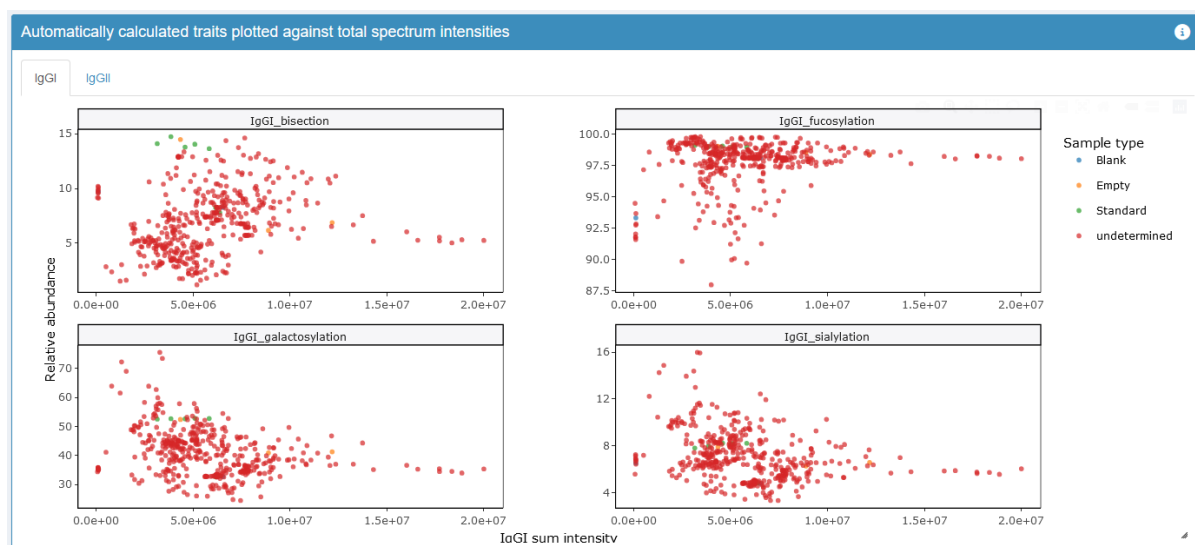 Automatically calculated traits plotted against total spectrum intensities
IgGI
IgGII
IgGI_bisection
15
10
5
0.0e+00
5.0e+06
1.0e+07
1.5e+07
2.0e+07
IgGI_fucosylation
100.0
97.5
95.0
92.5
90.0
87.5
0.0e+00
5.0e+06
1.0e+07
1.5e+07
2.0e+07
Sample type
Blank
Empty
Standard
undetermined
Relative abundance
IgGI_galactosylation
70
60
50
40
30
0.0e+00
5.0e+06
1.0e+07
1.5e+07
2.0e+07
IgGI_sialylation
16
12
8
4
0.0e+00
5.0e+06
1.0e+07
1.5e+07
2.0e+07
IgGI sum intensity